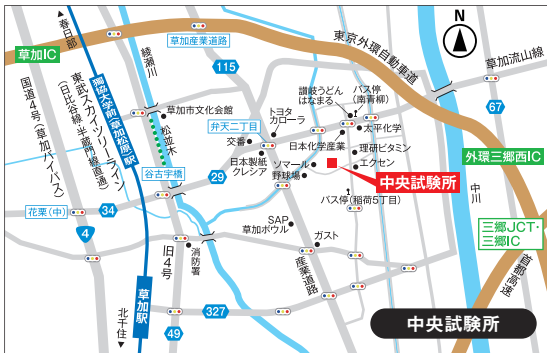 春日部
綾瀬川
草加産業道路
東京外環自動車道
N
草加IC
115
讃岐うどん
はなまる
バス停
(南青柳)
草加流山線
67
国道4号(草加バイパス)
東武スカイツリーライン
(日比谷線・半蔵門線直通)
獨協大学前〈草加松原〉駅
草加市文化会館
松並木
弁天二丁目
トヨタ
カローラ
太平化学
交番
日本化学産業
日本製紙
クレシア
理研ビタミン
外環三郷西IC
谷古宇橋
29
ソマール
エクセン
野球場
中央試験所
花栗(中)
34
バス停(稲荷5丁目)
中川
4
SAP
草加ボウル
ガスト
三郷JCT・
三郷IC
旧4号
消防署
産業道路
首都高速
草加駅
327
49
北千住
中央試験所